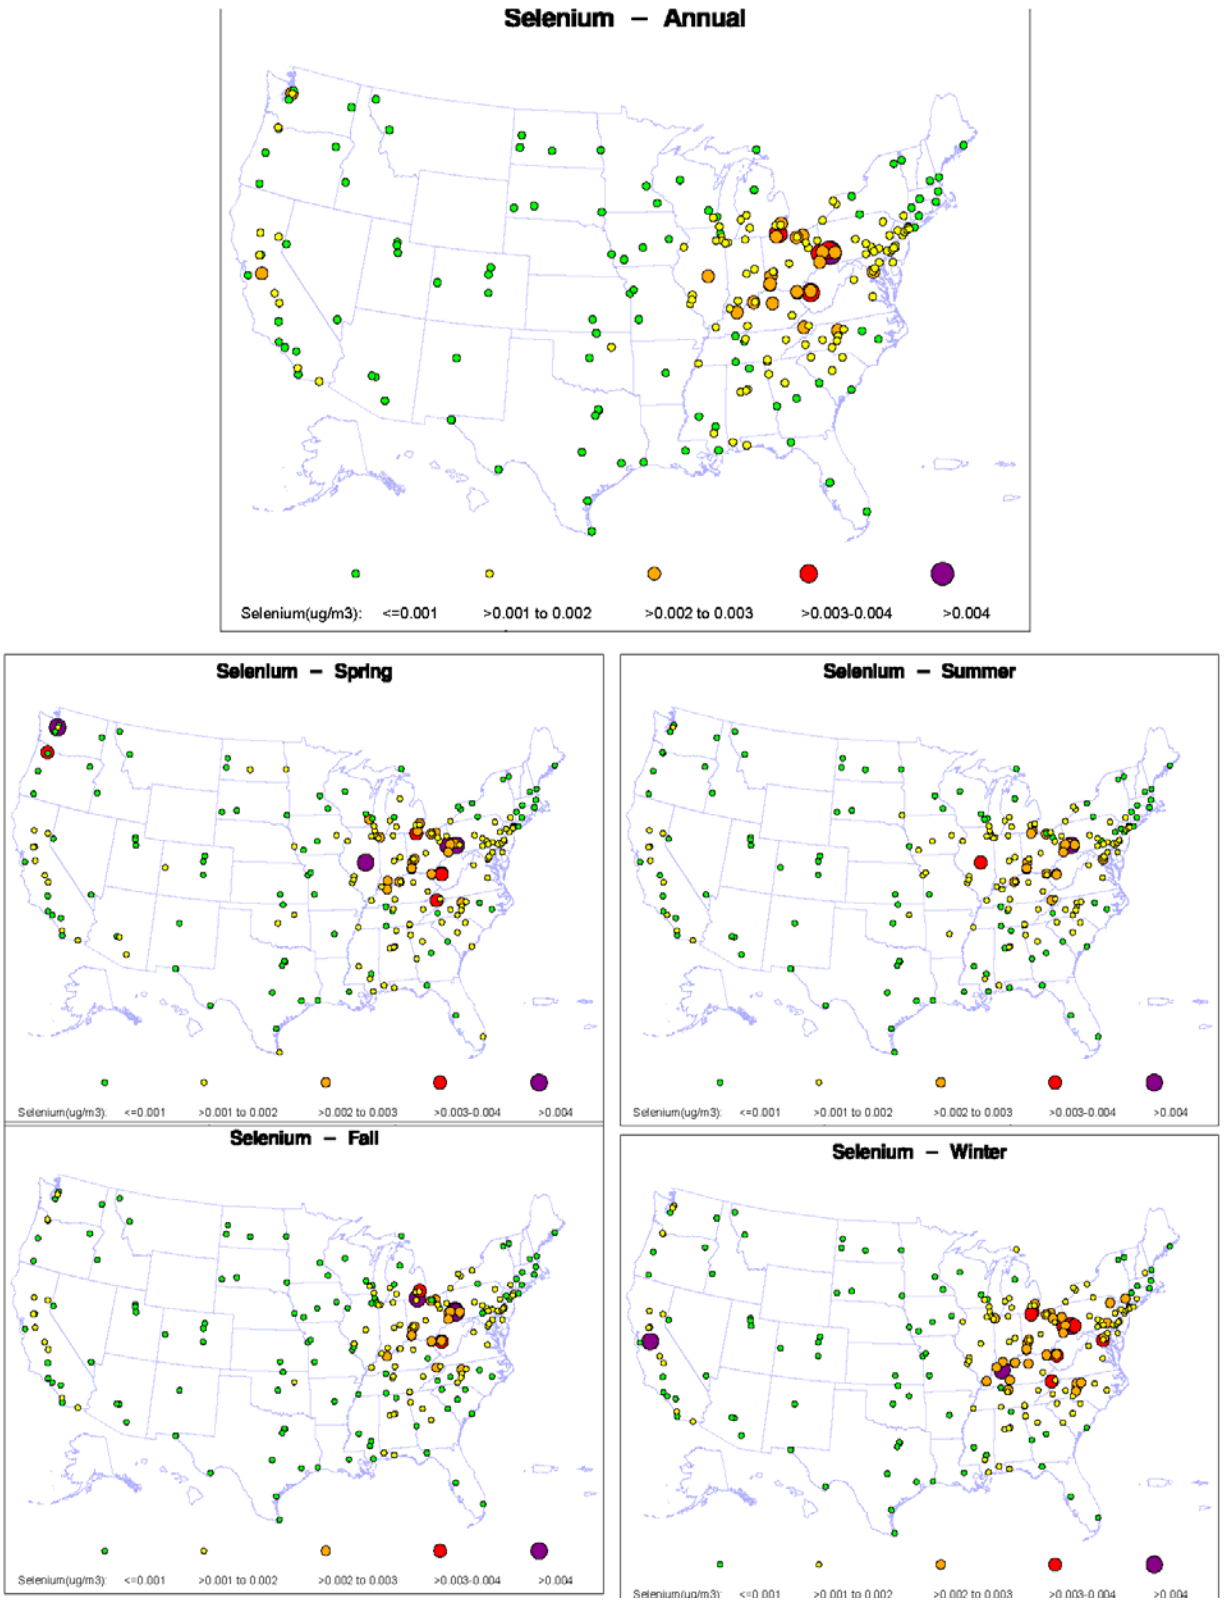 Selenium – Annual
Selenium(ug/m3): <=0.001 >0.001 to 0.002 >0.002 to 0.003 >0.003-0.004 >0.004
Selenium – Spring
Selenium(ug/m3): <=0.001 >0.001 to 0.002 >0.002 to 0.003 >0.003-0.004 >0.004
Selenium – Summer
Selenium(ug/m3): <=0.001 >0.001 to 0.002 >0.002 to 0.003 >0.003-0.004 >0.004
Selenium – Fall
Selenium(ug/m3): <=0.001 >0.001 to 0.002 >0.002 to 0.003 >0.003-0.004 >0.004
Selenium – Winter
Selenium(ug/m3): <=0.001 >0.001 to 0.002 >0.002 to 0.003 >0.003-0.004 >0.004